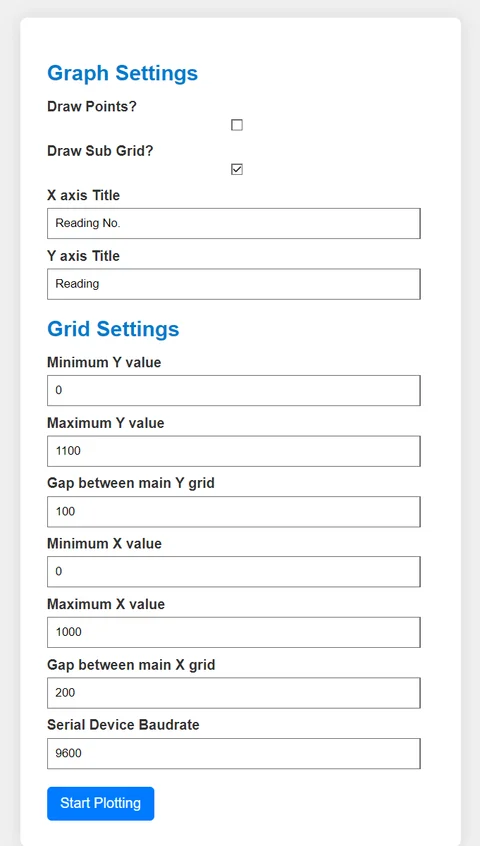 Graph Settings
Draw Points?
Draw Sub Grid?
X axis Title
Reading No.
Y axis Title
Reading
Grid Settings
Minimum Y value
0
Maximum Y value
1100
Gap between main Y grid
100
Minimum X value
0
Maximum X value
1000
Gap between main X grid
200
Serial Device Baudrate
9600
Start Plotting